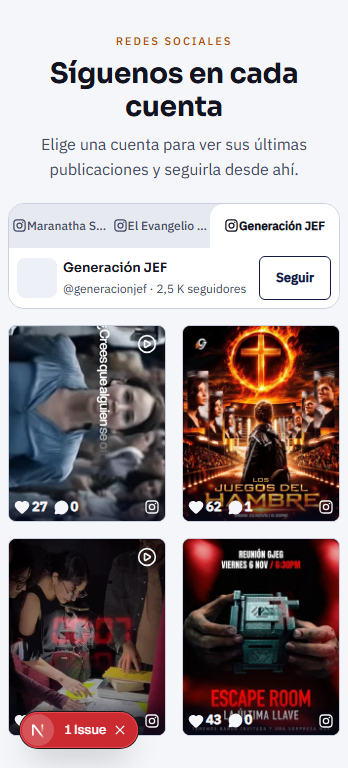 REDES SOCIALES
Síguenos en cada
cuenta
Elige una cuenta para ver sus últimas
publicaciones y seguirla desde ahí.
Maranatha S... El Evangelio ... Generación JEF
Generación JEF
@generacionjef · 2,5 K seguidores
Seguir
¿Crees que alguien se
27 0
LOS
JUEGOS DEL
HAMBRE
62 1
REUNIÓN GJEG
VIERNES 6 NOV / 6:30PM
ESCAPE ROOM
LA ÚLTIMA LLAVE
43 0
N 1 Issue